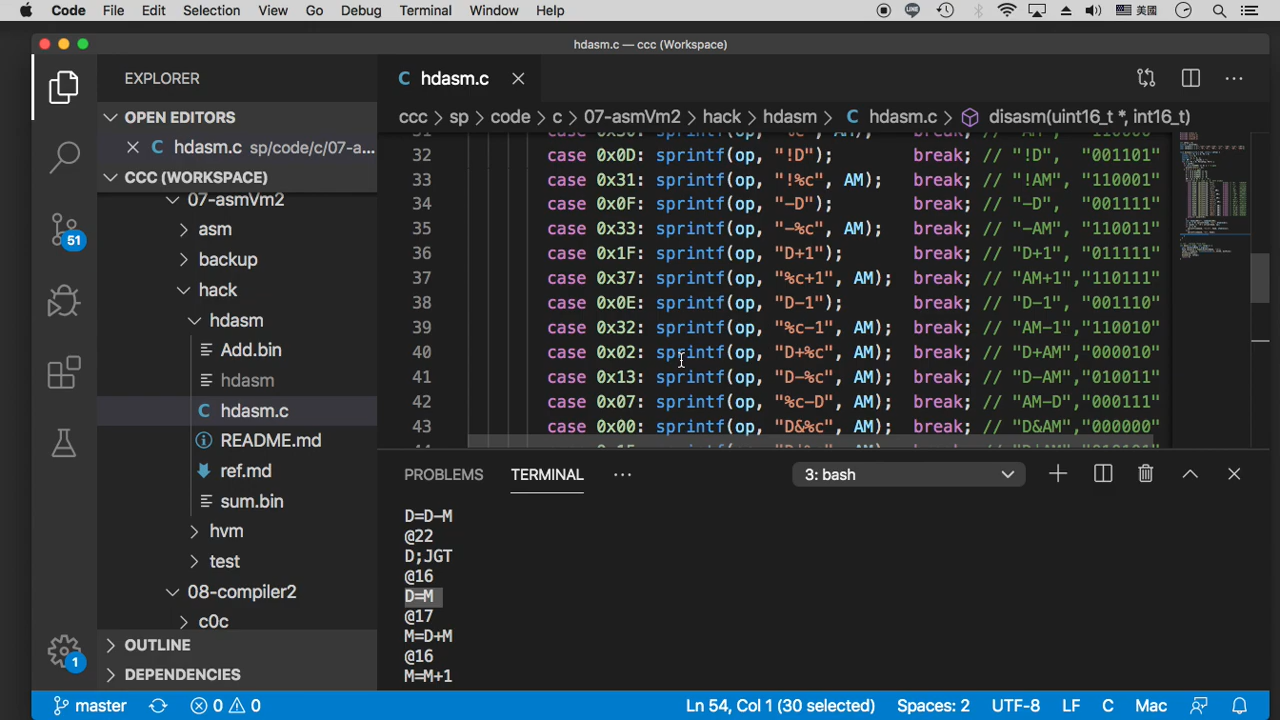 Code File Edit Selection View Go Debug Terminal Window Help 美國
hdasm.c — ccc (Workspace)
EXPLORER
OPEN EDITORS
hdasm.c sp/code/c/07-a...
CCC (WORKSPACE)
07-asmVm2
asm
backup
hack
hdasm
Add.bin
hdasm
C hdasm.c
README.md
ref.md
sum.bin
hvm
test
08-compiler2
c0c
OUTLINE
DEPENDENCIES
51
1
C hdasm.c
ccc > sp > code > c > 07-asmVm2 > hack > hdasm > C hdasm.c > disasm(uint16_t *, int16_t)
32 case 0x0D: sprintf(op, "!D"); break; // "!D", "001101"
33 case 0x31: sprintf(op, "!%c", AM); break; // "!AM", "110001"
34 case 0x0F: sprintf(op, "-D"); break; // "-D", "001111"
35 case 0x33: sprintf(op, "-%c", AM); break; // "-AM", "110011"
36 case 0x1F: sprintf(op, "D+1"); break; // "D+1", "011111"
37 case 0x37: sprintf(op, "%c+1", AM); break; // "AM+1", "110111"
38 case 0x0E: sprintf(op, "D-1"); break; // "D-1", "001110"
39 case 0x32: sprintf(op, "%c-1", AM); break; // "AM-1", "110010"
40 case 0x02: sprintf(op, "D+%c", AM); break; // "D+AM","000010"
41 case 0x13: sprintf(op, "D-%c", AM); break; // "D-AM","010011"
42 case 0x07: sprintf(op, "%c-D", AM); break; // "AM-D","000111"
43 case 0x00: sprintf(op, "D&%c", AM); break; // "D&AM","000000"
PROBLEMS TERMINAL ... 3: bash
D=D-M
@22
D;JGT
@16
D=M
@17
M=D+M
@16
M=M+1
master 0 0 Ln 54, Col 1 (30 selected) Spaces: 2 UTF-8 LF C Mac